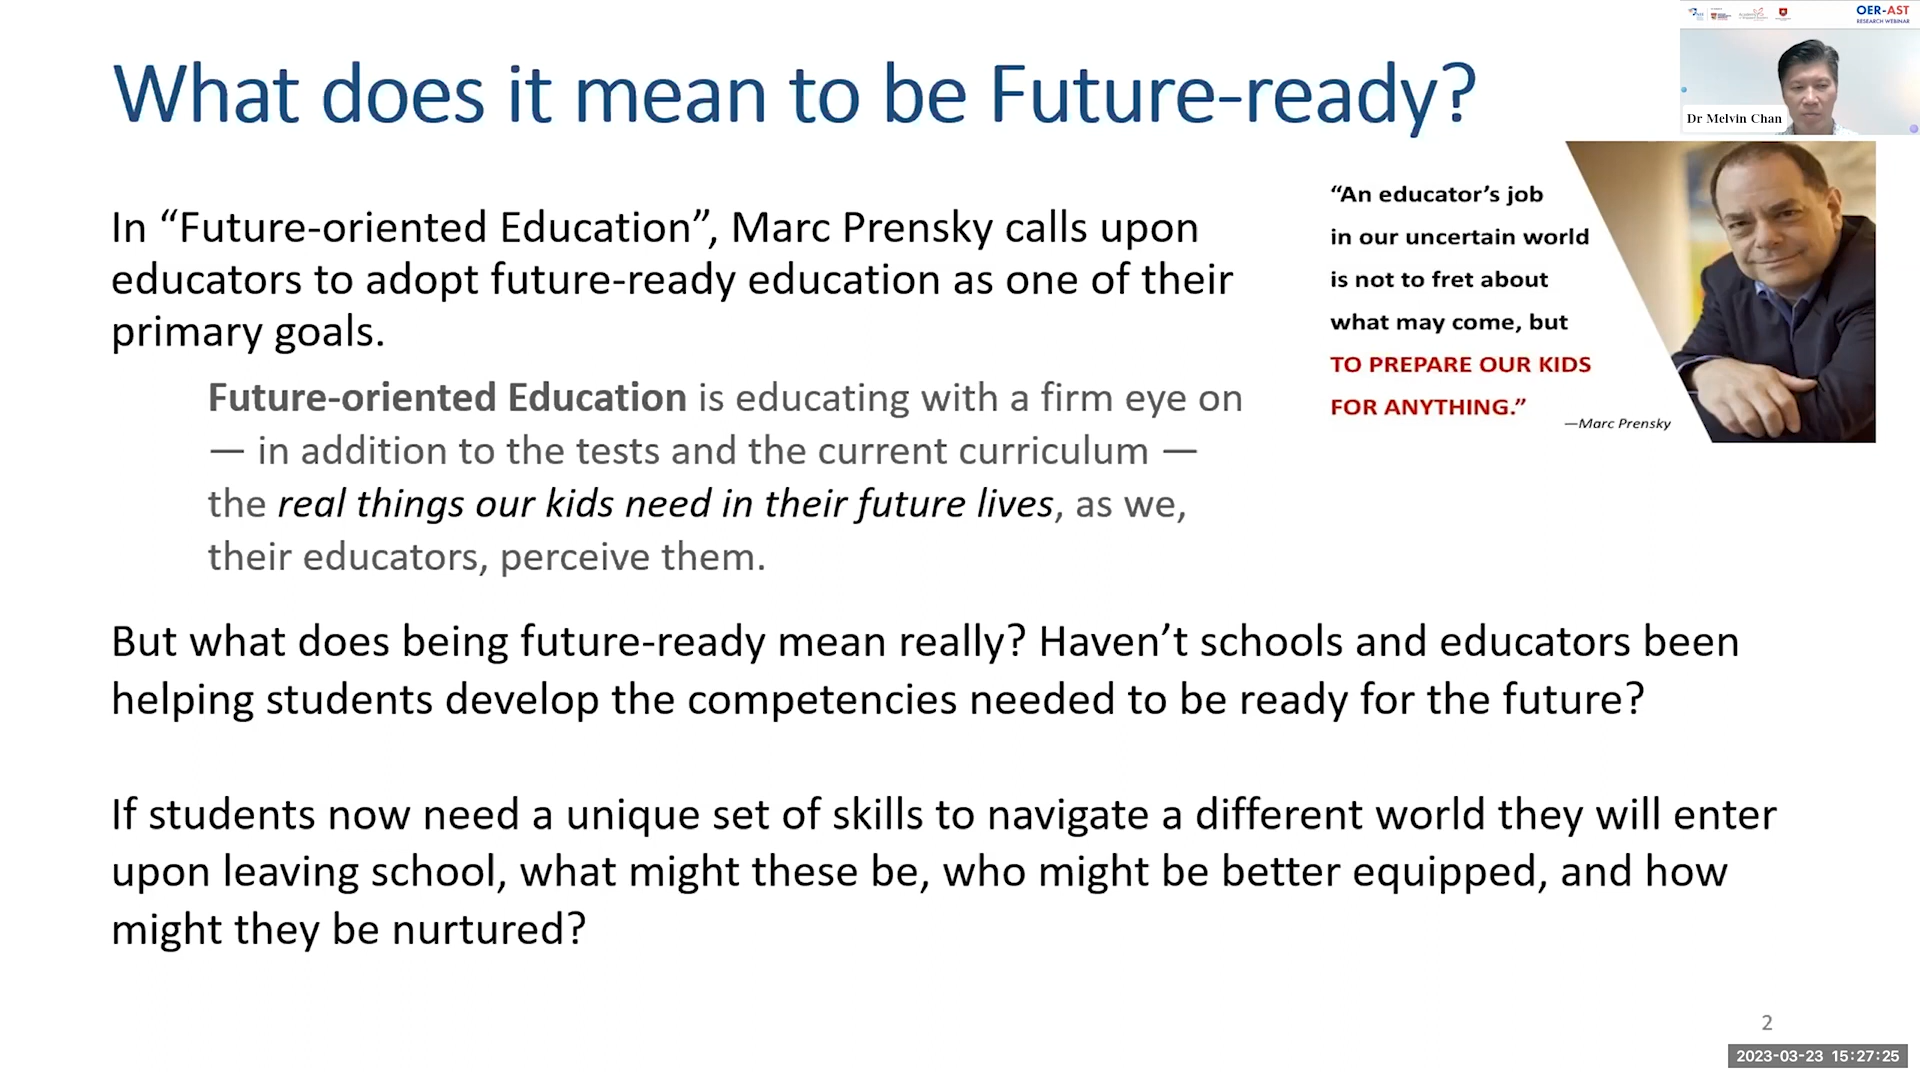 OER-AST
RESEARCH WEBINAR
Dr Melvin Chan
What does it mean to be Future-ready?
In “Future-oriented Education”, Marc Prensky calls upon
educators to adopt future-ready education as one of their
primary goals.
Future-oriented Education is educating with a firm eye on
— in addition to the tests and the current curriculum —
the real things our kids need in their future lives, as we,
their educators, perceive them.
“An educator’s job
in our uncertain world
is not to fret about
what may come, but
TO PREPARE OUR KIDS
FOR ANYTHING.”
—Marc Prensky
But what does being future-ready mean really? Haven’t schools and educators been
helping students develop the competencies needed to be ready for the future?
If students now need a unique set of skills to navigate a different world they will enter
upon leaving school, what might these be, who might be better equipped, and how
might they be nurtured?
2
2023-03-23 15:27:25